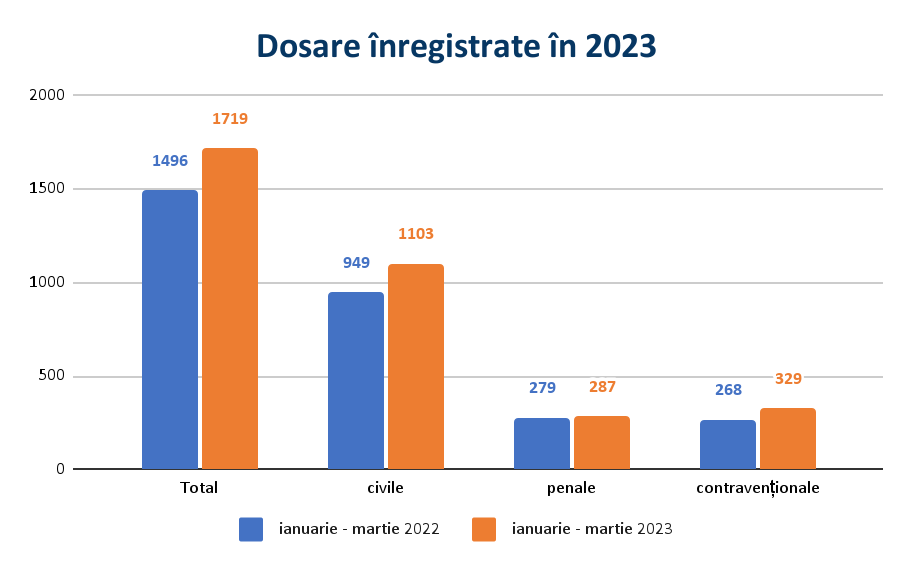 Dosare înregistrate în 2023
2000
1719
1496
1500
1103
949
1000
500
279
287
268
329
0
Total
civile
penale
contravenționale
ianuarie - martie 2022
ianuarie - martie 2023